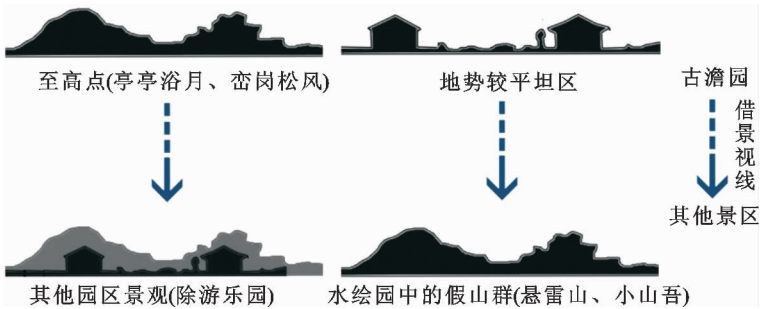 至高点(亭亭浴月、峦岗松风)
地势较平坦区
古澹园
借景视线
其他景区
其他园区景观(除游乐园)
水绘园中的假山群(悬雷山、小山吾)